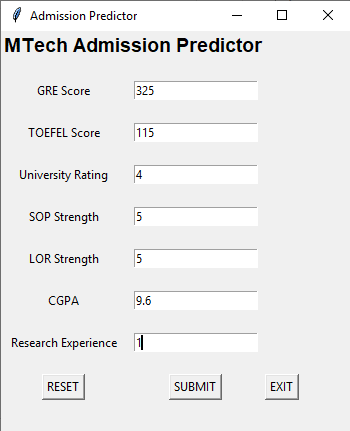 Admission Predictor
MTech Admission Predictor
GRE Score 325
TOEFEL Score 115
University Rating 4
SOP Strength 5
LOR Strength 5
CGPA 9.6
Research Experience 1
RESET SUBMIT EXIT